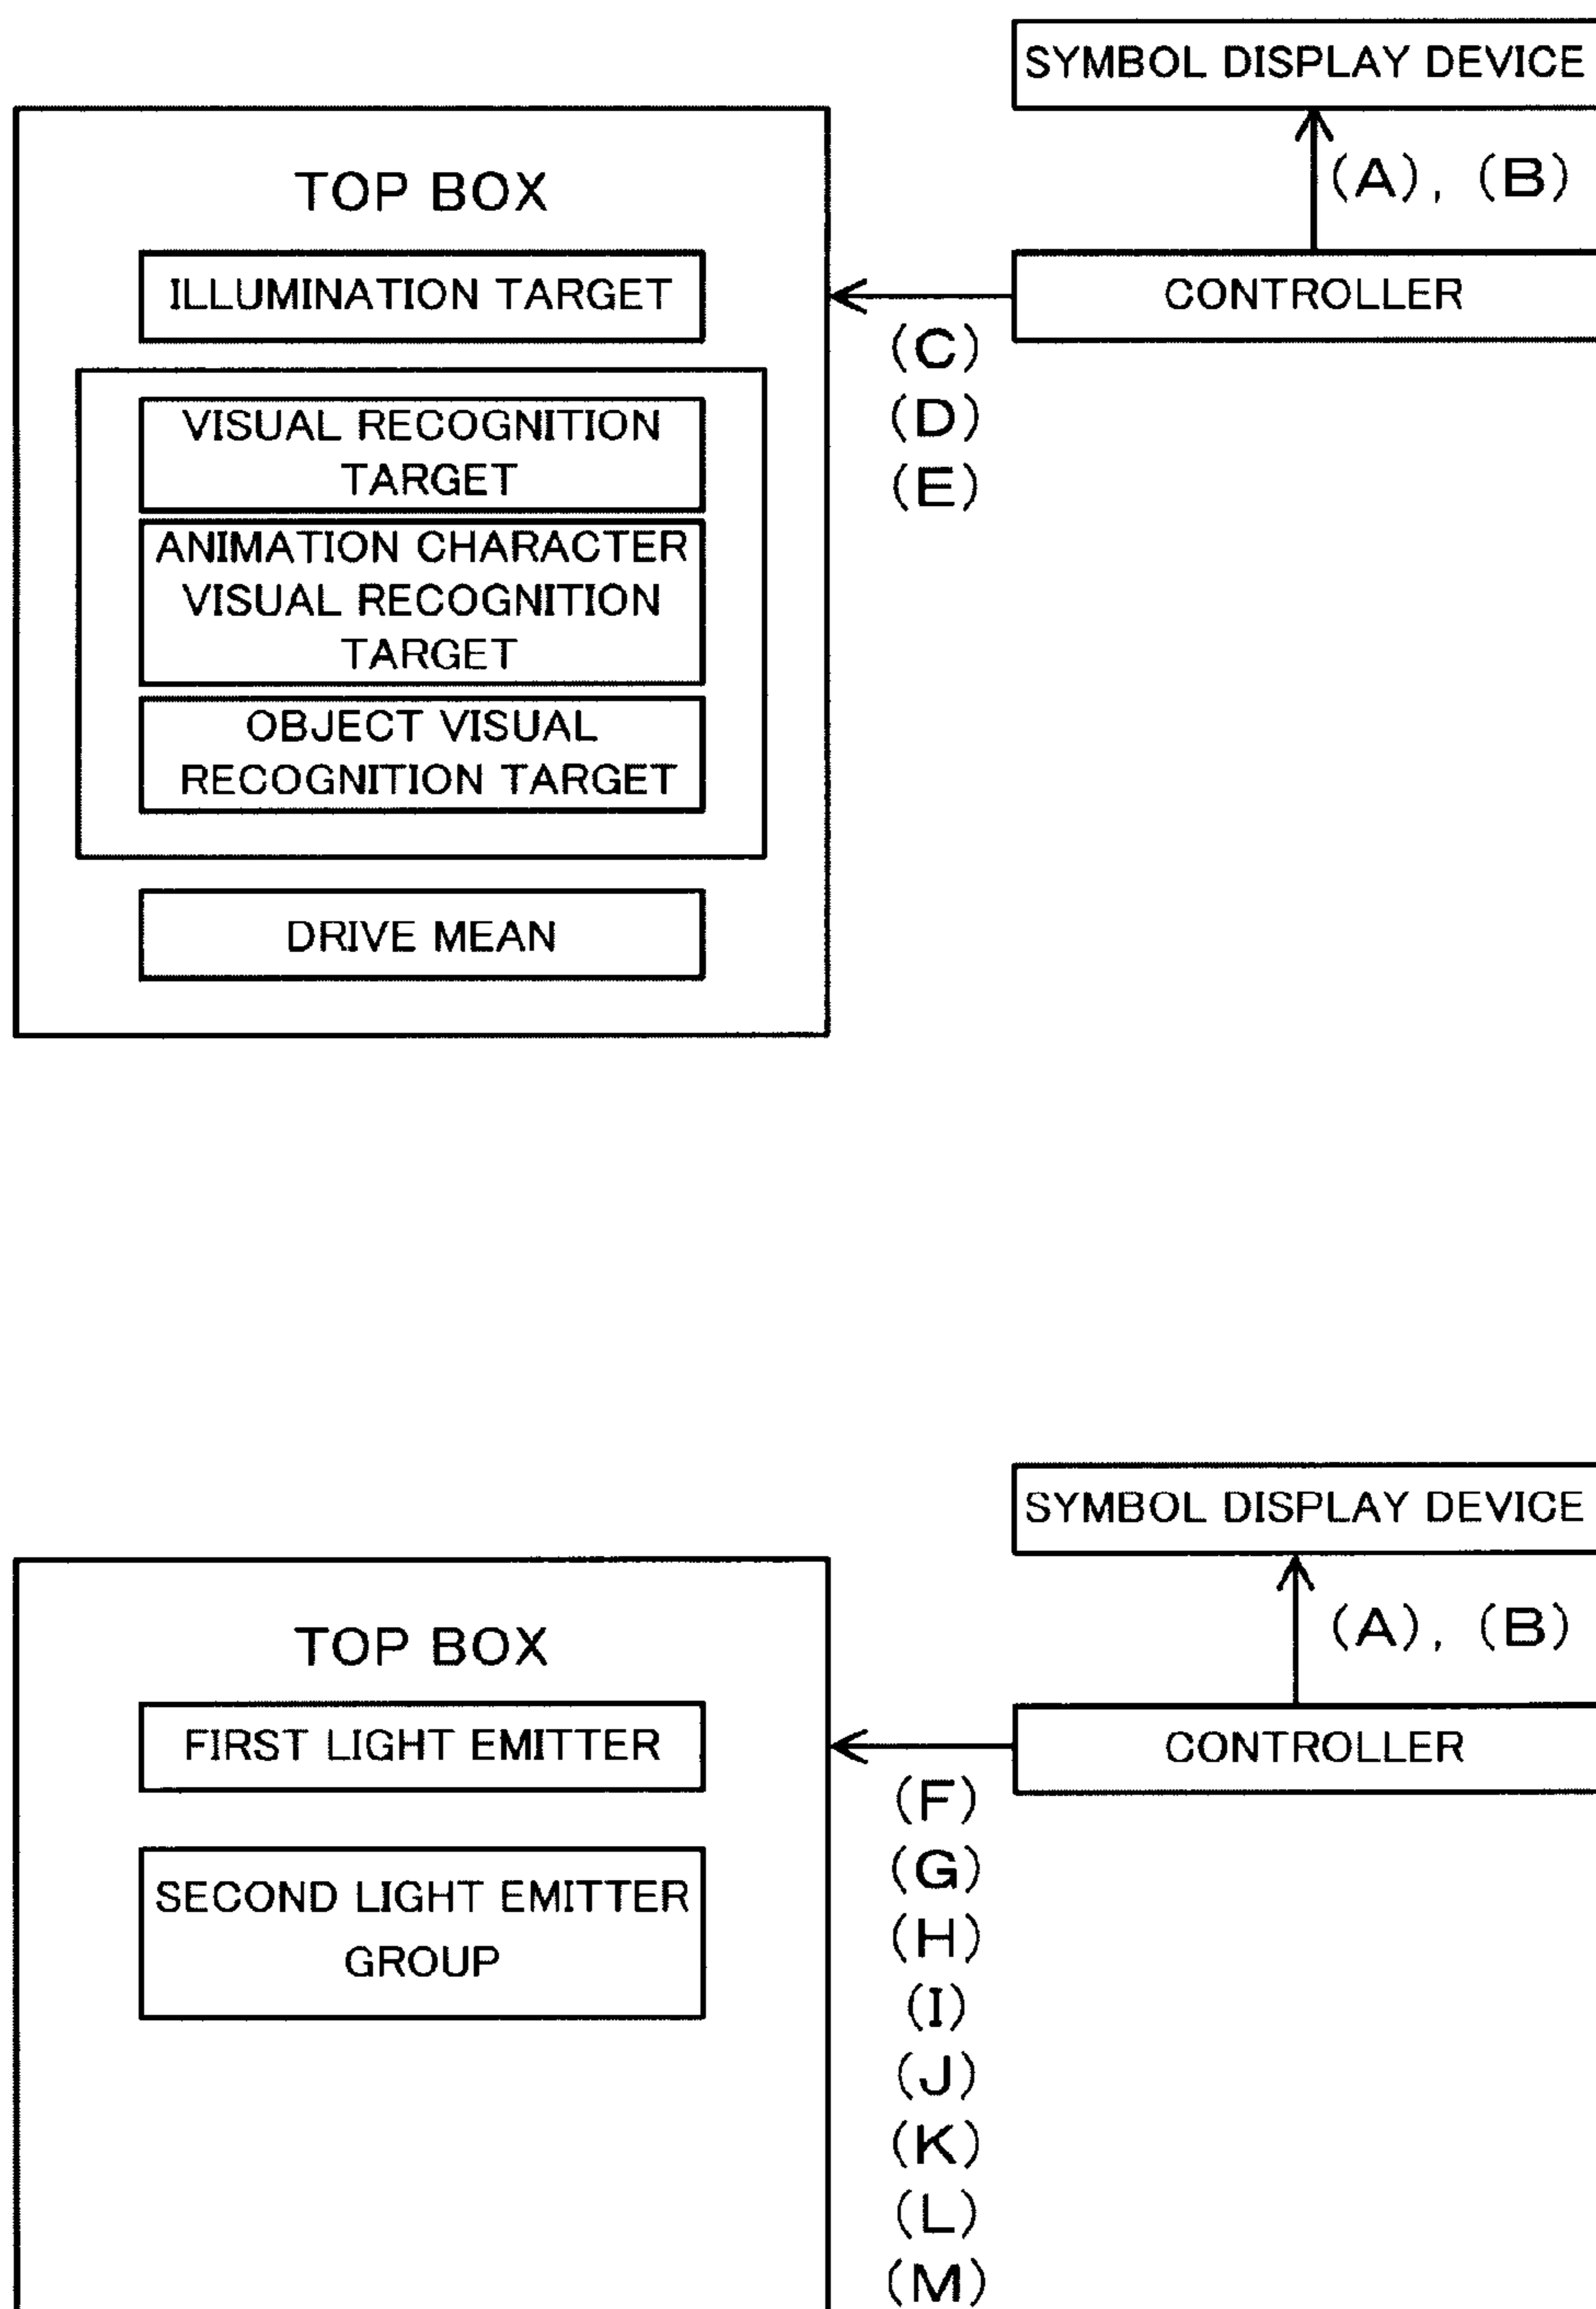 SYMBOL DISPLAY DEVICE
(A), (B)
CONTROLLER
TOP BOX
ILLUMINATION TARGET
VISUAL RECOGNITION
TARGET
ANIMATION CHARACTER
VISUAL RECOGNITION
TARGET
OBJECT VISUAL
RECOGNITION TARGET
DRIVE MEAN
(C)
(D)
(E)
SYMBOL DISPLAY DEVICE
(A), (B)
CONTROLLER
TOP BOX
FIRST LIGHT EMITTER
SECOND LIGHT EMITTER
GROUP
(F)
(G)
(H)
(I)
(J)
(K)
(L)
(M)